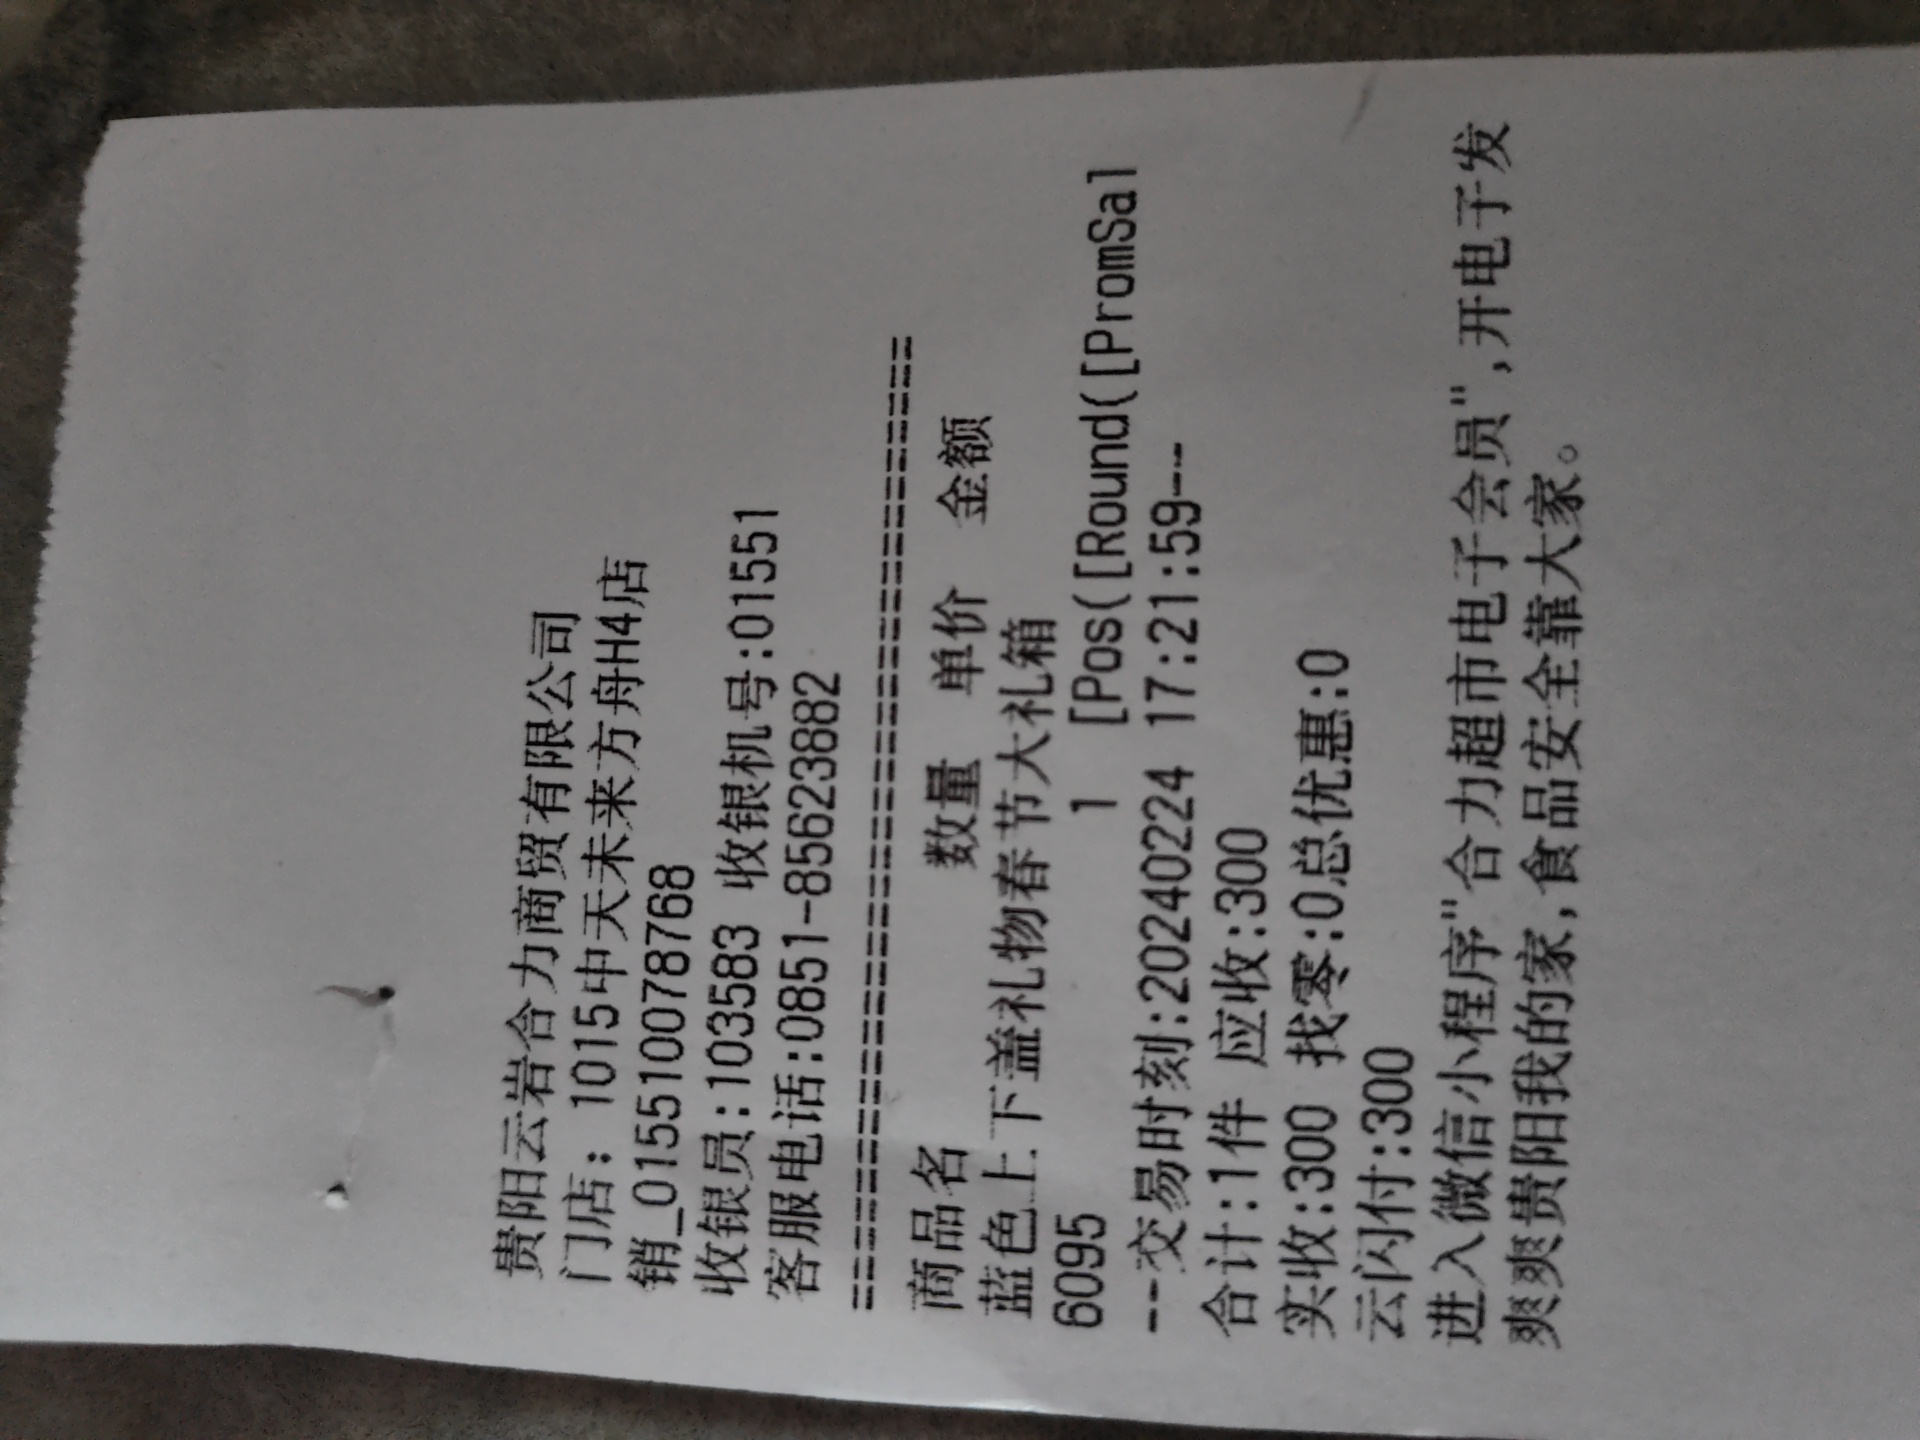 贵阳云岩合力商贸有限公司
门店：1015中天未来方舟H4店
销_0155100787​68
收银员:103583 收银机号:01551
客服电话:0851-85623882
==========================================
商品名 数量 单价 金额
蓝色上下盖礼物春节大礼箱
6095 1 [Pos([Round([PromSal
---交易时刻:20240224 17:21:59---
合计:1件 应收:300
实收:300 找零:0总优惠:0
云闪付:300
进入微信小程序"合力超市电子会员",开电子发
爽爽贵阳我的家,食品安全靠大家。